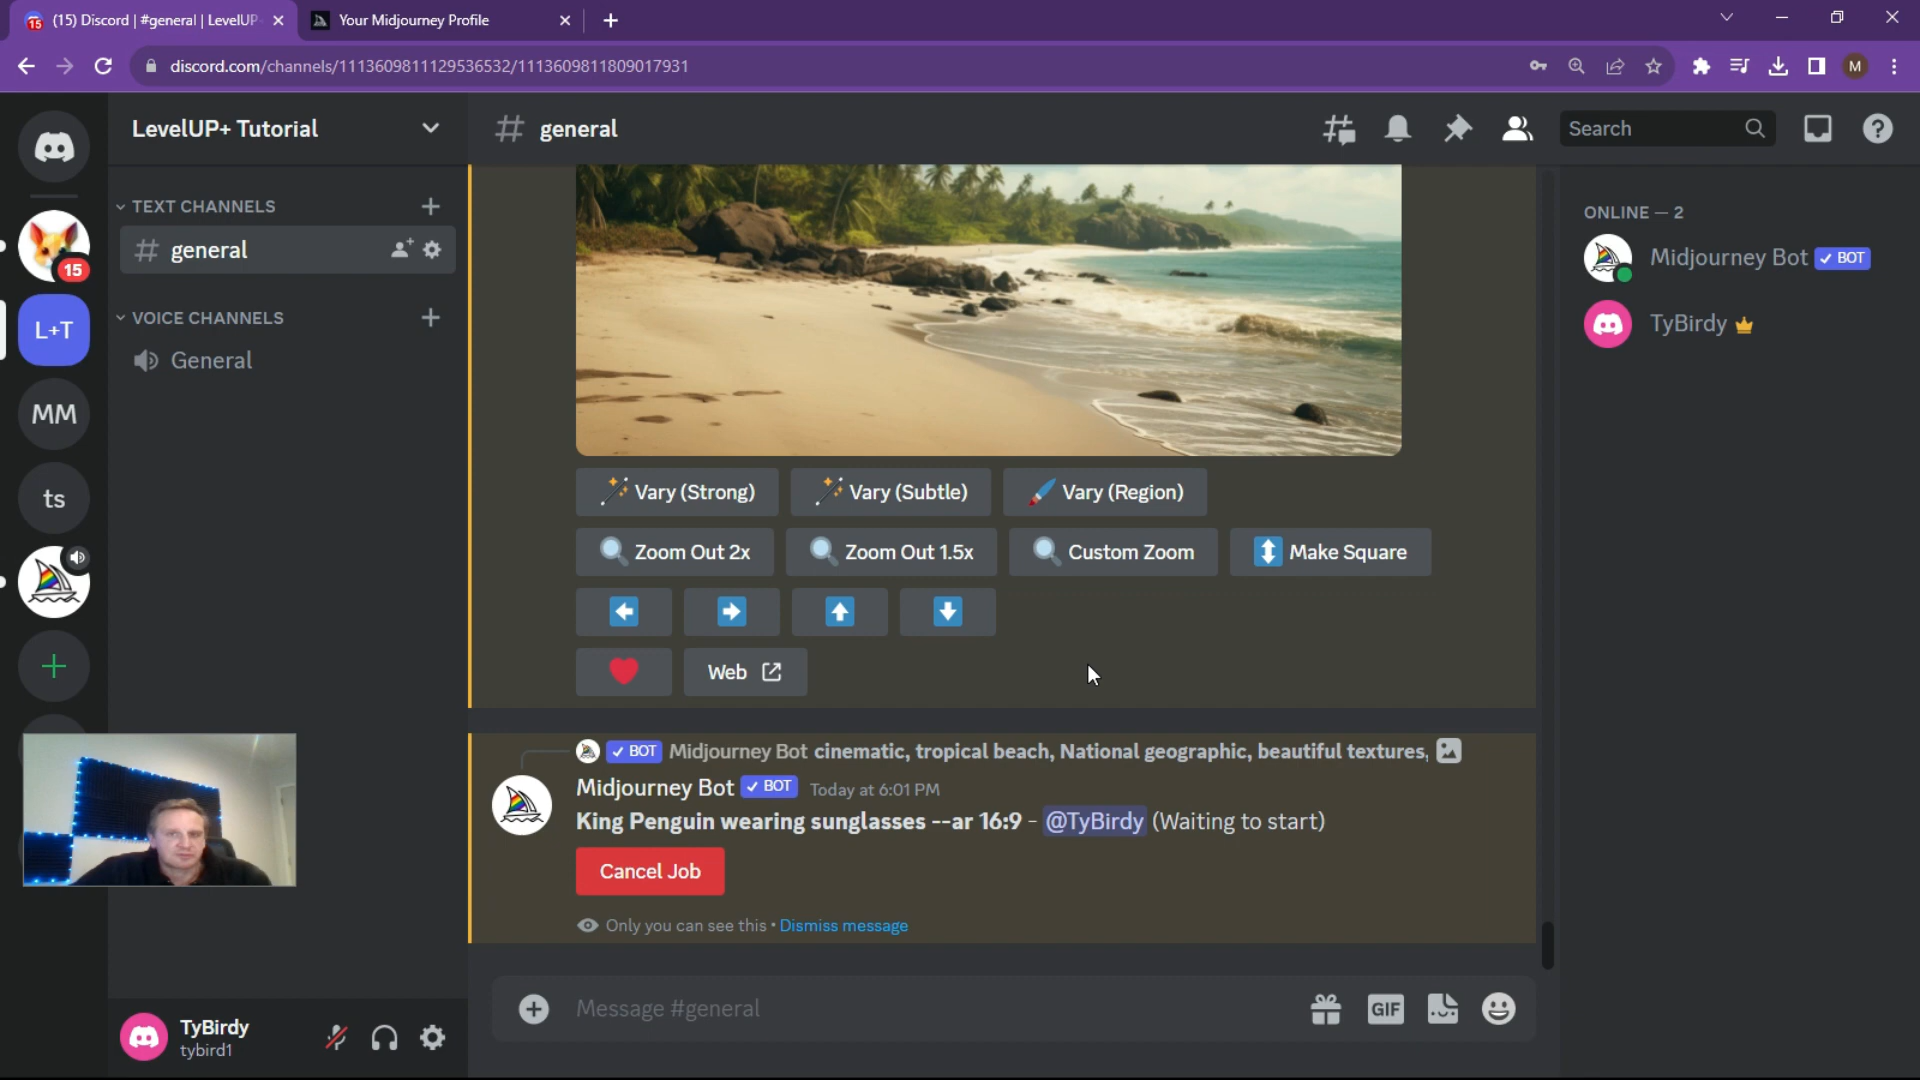 15 (15) Discord | #general | LevelUP
Your Midjourney Profile
discord.com/channels/1113609811129536532/1113609811809017931
M
LevelUP+ Tutorial
general
Search
TEXT CHANNELS
general
VOICE CHANNELS
General
15
L+T
MM
ts
ONLINE — 2
Midjourney Bot BOT
TyBirdy
Vary (Strong)
Vary (Subtle)
Vary (Region)
Zoom Out 2x
Zoom Out 1.5x
Custom Zoom
Make Square
Web
BOT Midjourney Bot cinematic, tropical beach, National geographic, beautiful textures,
Midjourney Bot BOT Today at 6:01 PM
King Penguin wearing sunglasses --ar 16:9 - @TyBirdy (Waiting to start)
Cancel Job
Only you can see this • Dismiss message
Message #general
GIF
TyBirdy
tybird1